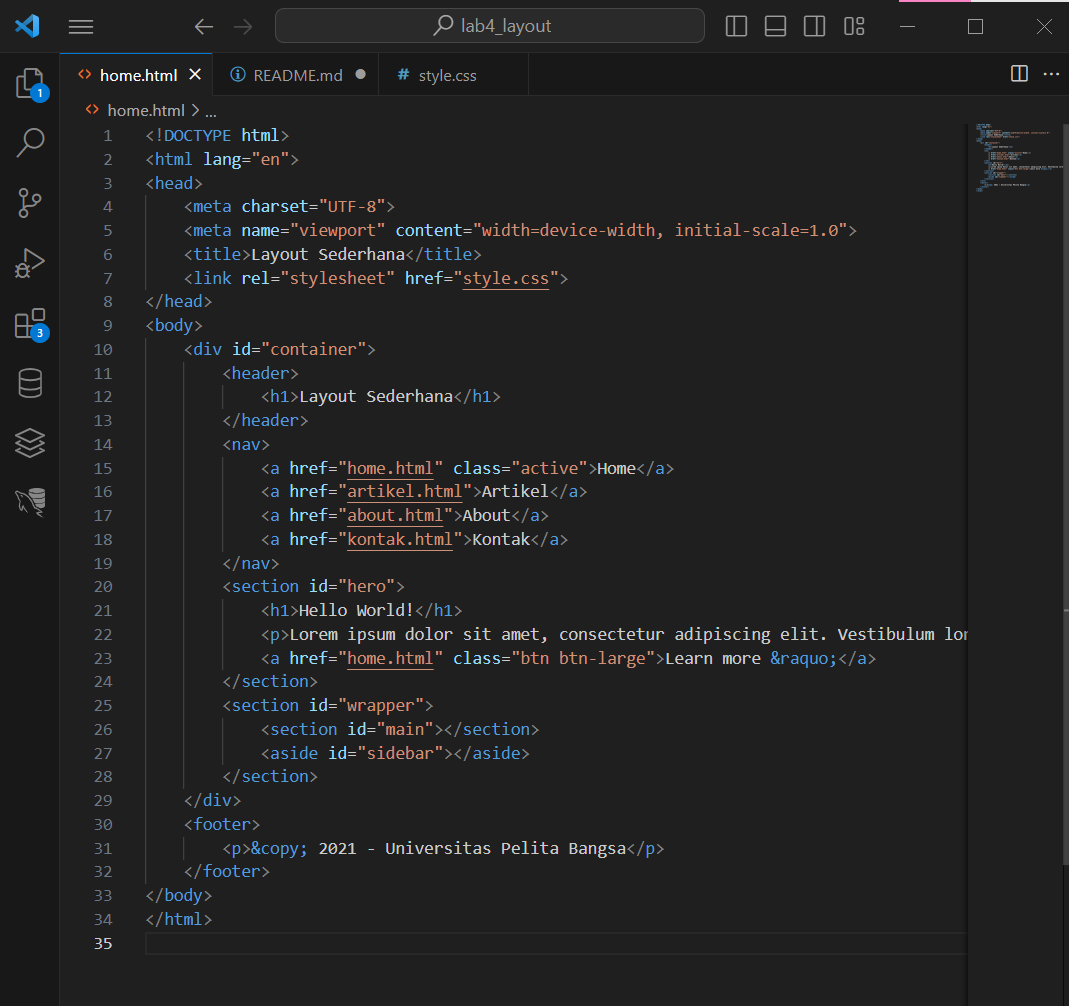 lab4_layout
home.html
README.md
# style.css
home.html > ...
1 <!DOCTYPE html>
2 <html lang="en">
3 <head>
4 <meta charset="UTF-8">
5 <meta name="viewport" content="width=device-width, initial-scale=1.0">
6 <title>Layout Sederhana</title>
7 <link rel="stylesheet" href="style.css">
8 </head>
9 <body>
10 <div id="container">
11 <header>
12 <h1>Layout Sederhana</h1>
13 </header>
14 <nav>
15 <a href="home.html" class="active">Home</a>
16 <a href="artikel.html">Artikel</a>
17 <a href="about.html">About</a>
18 <a href="kontak.html">Kontak</a>
19 </nav>
20 <section id="hero">
21 <h1>Hello World!</h1>
22 <p>Lorem ipsum dolor sit amet, consectetur adipiscing elit. Vestibulum lor
23 <a href="home.html" class="btn btn-large">Learn more &raquo;</a>
24 </section>
25 <section id="wrapper">
26 <section id="main"></section>
27 <aside id="sidebar"></aside>
28 </section>
29 </div>
30 <footer>
31 <p>&copy; 2021 - Universitas Pelita Bangsa</p>
32 </footer>
33 </body>
34 </html>
35
1
3